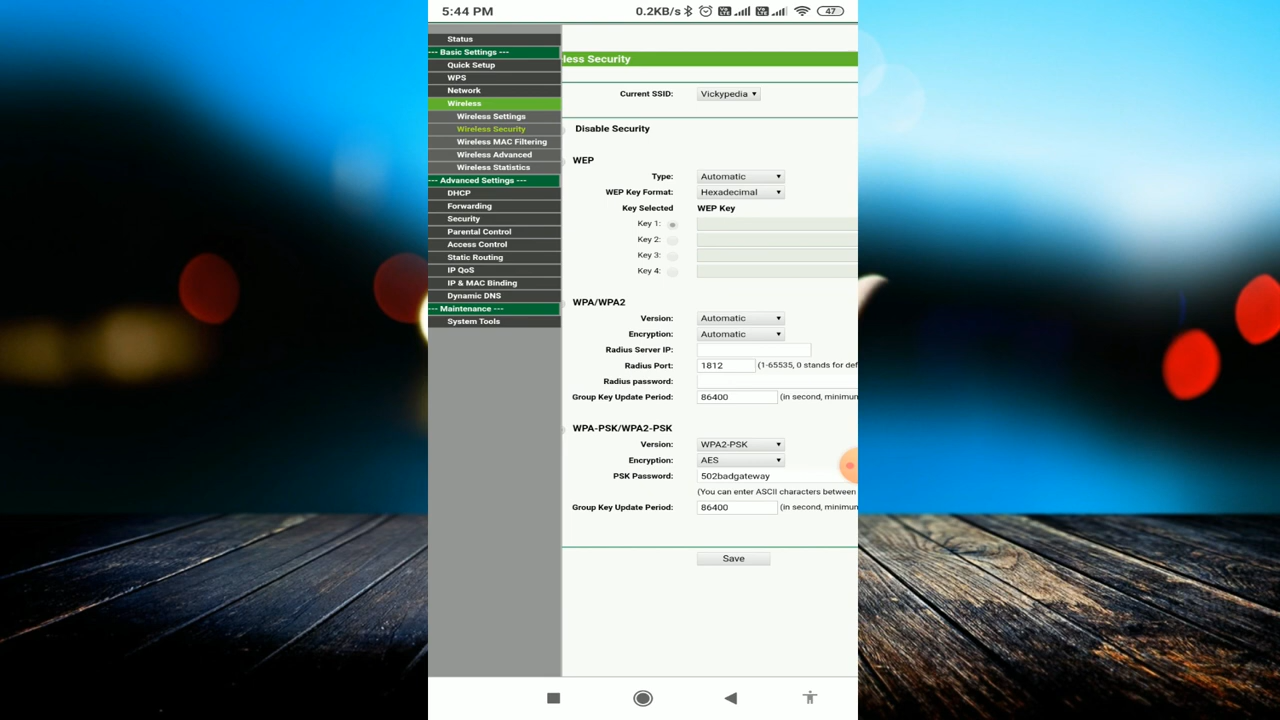 5:44 PM 0.2KB/s 47
Status
--- Basic Settings ---
Quick Setup
WPS
Network
Wireless
Wireless Settings
Wireless Security
Wireless MAC Filtering
Wireless Advanced
Wireless Statistics
--- Advanced Settings ---
DHCP
Forwarding
Security
Parental Control
Access Control
Static Routing
IP QoS
IP & MAC Binding
Dynamic DNS
--- Maintenance ---
System Tools
less Security
Current SSID: Vickypedia
Disable Security
WEP
Type: Automatic
WEP Key Format: Hexadecimal
Key Selected WEP Key
Key 1:
Key 2:
Key 3:
Key 4:
WPA/WPA2
Version: Automatic
Encryption: Automatic
Radius Server IP:
Radius Port: 1812 (1-65535, 0 stands for def
Radius password:
Group Key Update Period: 86400 (in second, minimun
WPA-PSK/WPA2-PSK
Version: WPA2-PSK
Encryption: AES
PSK Password: 502badgateway
(You can enter ASCII characters between
Group Key Update Period: 86400 (in second, minimun
Save